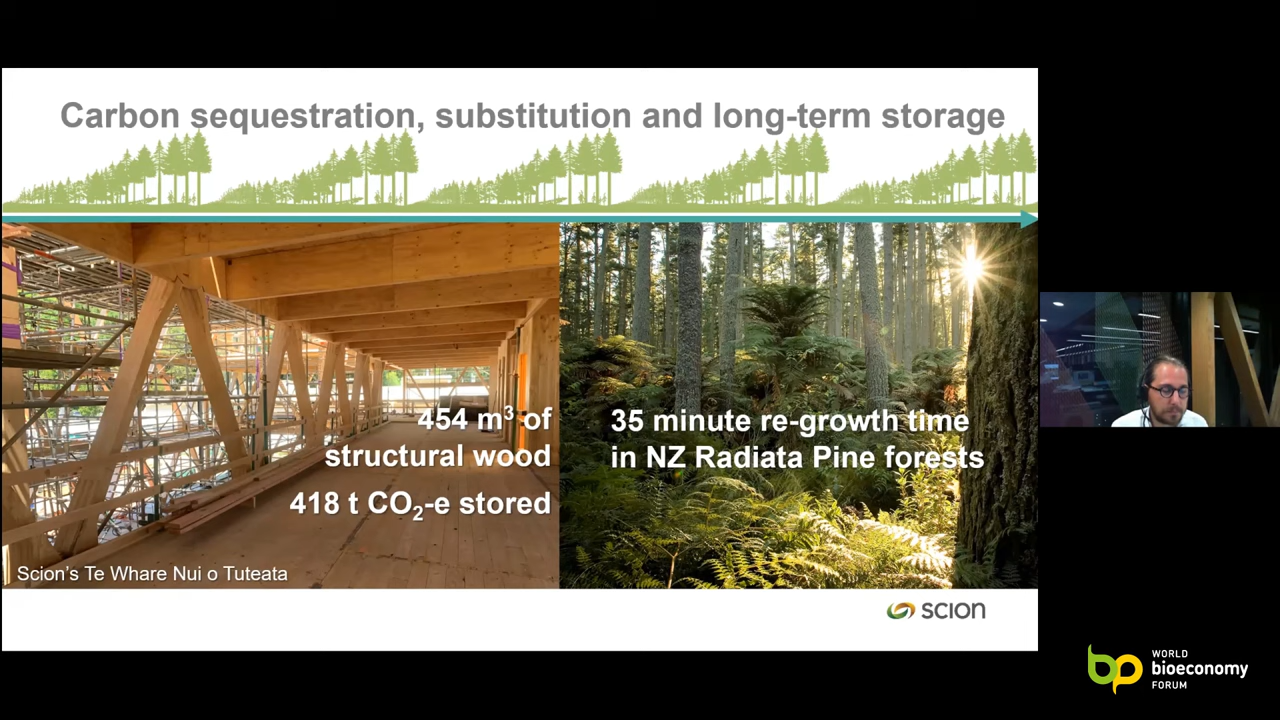 Carbon sequestration, substitution and long-term storage
454 m³ of
structural wood
418 t CO₂-e stored
35 minute re-growth time
in NZ Radiata Pine forests
Scion's Te Whare Nui o Tuteata
SCION
WORLD
bioeconomy
FORUM